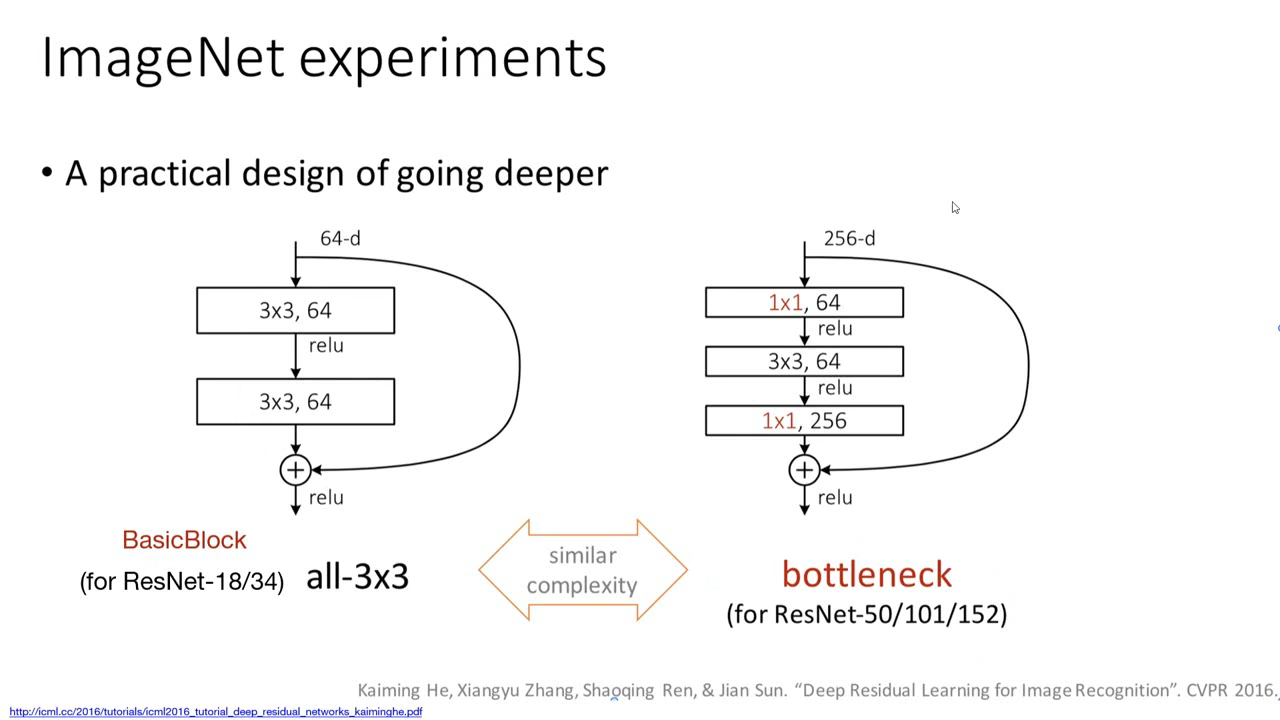 ImageNet experiments
• A practical design of going deeper
64-d
3x3, 64
relu
3x3, 64
relu
BasicBlock
(for ResNet-18/34)
all-3x3
similar
complexity
256-d
1x1, 64
relu
3x3, 64
relu
1x1, 256
relu
bottleneck
(for ResNet-50/101/152)
Kaiming He, Xiangyu Zhang, Shaoqing Ren, & Jian Sun. “Deep Residual Learning for Image Recognition”. CVPR 2016.
http://icml.cc/2016/tutorials/icml2016_tutorial_deep_residual_networks_kaiminghe.pdf